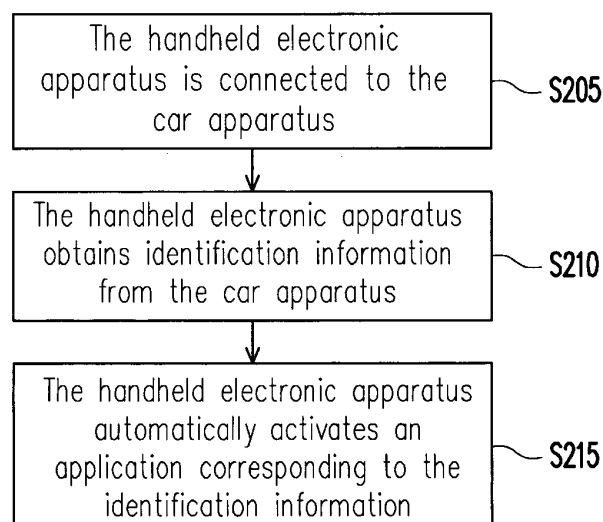 The handheld electronic
apparatus is connected to the
car apparatus
S205
The handheld electronic apparatus
obtains identification information
from the car apparatus
S210
The handheld electronic apparatus
automatically activates an
application corresponding to the
identification information
S215